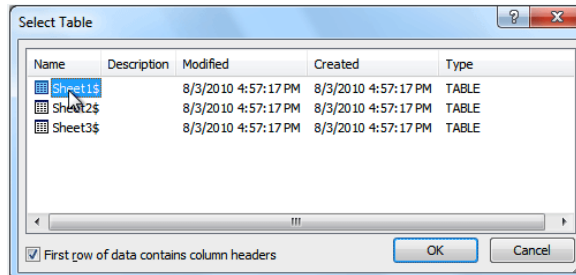 Select Table
Name Description Modified Created Type
Sheet1$ 8/3/2010 4:57:17 PM 8/3/2010 4:57:17 PM TABLE
Sheet2$ 8/3/2010 4:57:17 PM 8/3/2010 4:57:17 PM TABLE
Sheet3$ 8/3/2010 4:57:17 PM 8/3/2010 4:57:17 PM TABLE
First row of data contains column headers OK Cancel